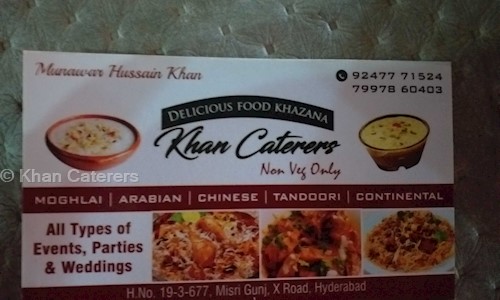 Munawar Hussain Khan
92477 71524
79978 60403
DELICIOUS FOOD KHAZANA
Khan Caterers
Non Veg Only
© Khan Caterers
MOGHLAI | ARABIAN | CHINESE | TANDOORI | CONTINENTAL
All Types of
Events, Parties
& Weddings
H.No. 19-3-677, Misri Gunj, X Road, Hyderabad